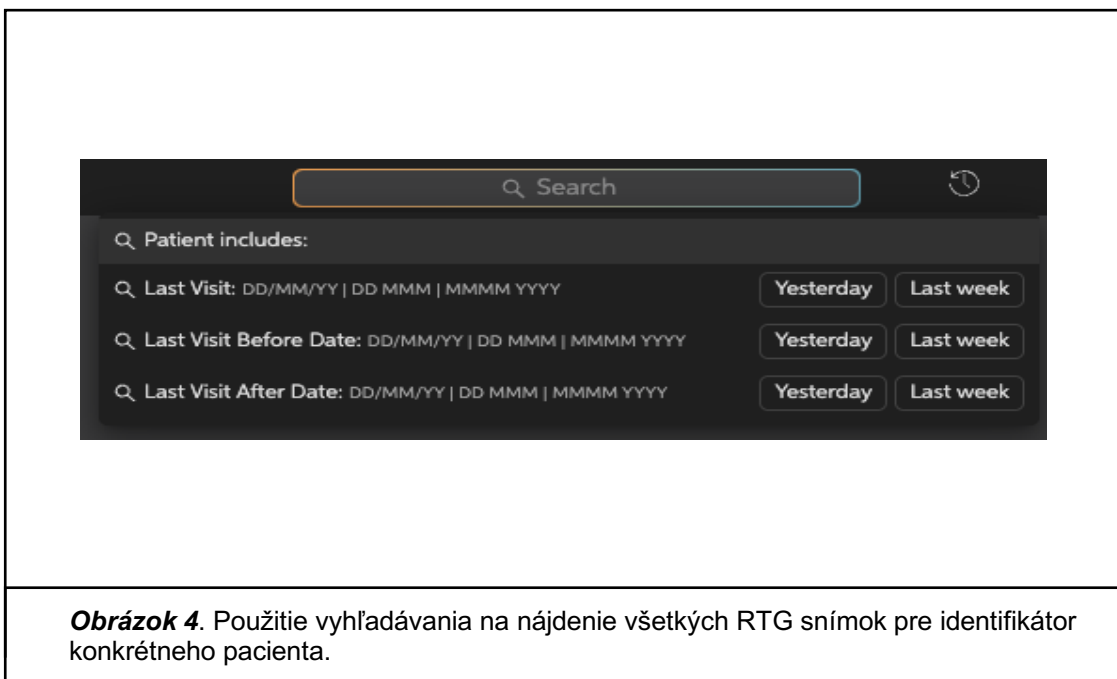 Search
Patient includes:
Last Visit: DD/MM/YY | DD MMM | MMMM YYYY Yesterday Last week
Last Visit Before Date: DD/MM/YY | DD MMM | MMMM YYYY Yesterday Last week
Last Visit After Date: DD/MM/YY | DD MMM | MMMM YYYY Yesterday Last week
Obrázok 4. Použitie vyhľadávania na nájdenie všetkých RTG snímok pre identifikátor
konkrétneho pacienta.